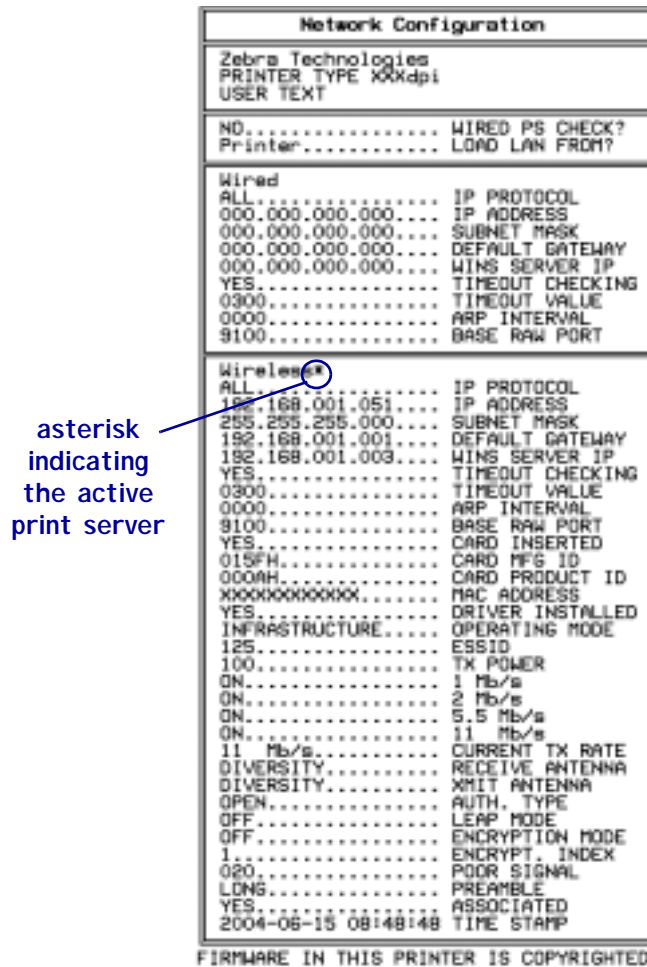 Network Configuration
Zebra Technologies
PRINTER TYPE XXXdpi
USER TEXT
NO................. WIRED PS CHECK?
Printer............ LOAD LAN FROM?
Wired
ALL................ IP PROTOCOL
000.000.000.000.... IP ADDRESS
000.000.000.000.... SUBNET MASK
000.000.000.000.... DEFAULT GATEWAY
000.000.000.000.... WINS SERVER IP
YES................ TIMEOUT CHECKING
0300............... TIMEOUT VALUE
0000............... ARP INTERVAL
9100............... BASE RAW PORT
Wireless*
ALL................ IP PROTOCOL
192.168.001.051.... IP ADDRESS
255.255.255.000.... SUBNET MASK
192.168.001.001.... DEFAULT GATEWAY
192.168.001.003.... WINS SERVER IP
YES................ TIMEOUT CHECKING
0300............... TIMEOUT VALUE
0000............... ARP INTERVAL
9100............... BASE RAW PORT
YES................ CARD INSERTED
015FH.............. CARD MFG ID
000AH.............. CARD PRODUCT ID
XXXXXXXXXXXX....... MAC ADDRESS
YES................ DRIVER INSTALLED
INFRASTRUCTURE..... OPERATING MODE
125................ ESSID
100................ TX POWER
ON................. 1 Mb/s
ON................. 2 Mb/s
ON................. 5.5 Mb/s
ON................. 11 Mb/s
11 Mb/s........... CURRENT TX RATE
DIVERSITY.......... RECEIVE ANTENNA
DIVERSITY.......... XMIT ANTENNA
OPEN............... AUTH. TYPE
OFF................ LEAP MODE
OFF................ ENCRYPTION MODE
1.................. ENCRYPT. INDEX
020................ POOR SIGNAL
LONG............... PREAMBLE
YES................ ASSOCIATED
2004-06-15 08:48:48 TIME STAMP
FIRMWARE IN THIS PRINTER IS COPYRIGHTED
asterisk
indicating
the active
print server